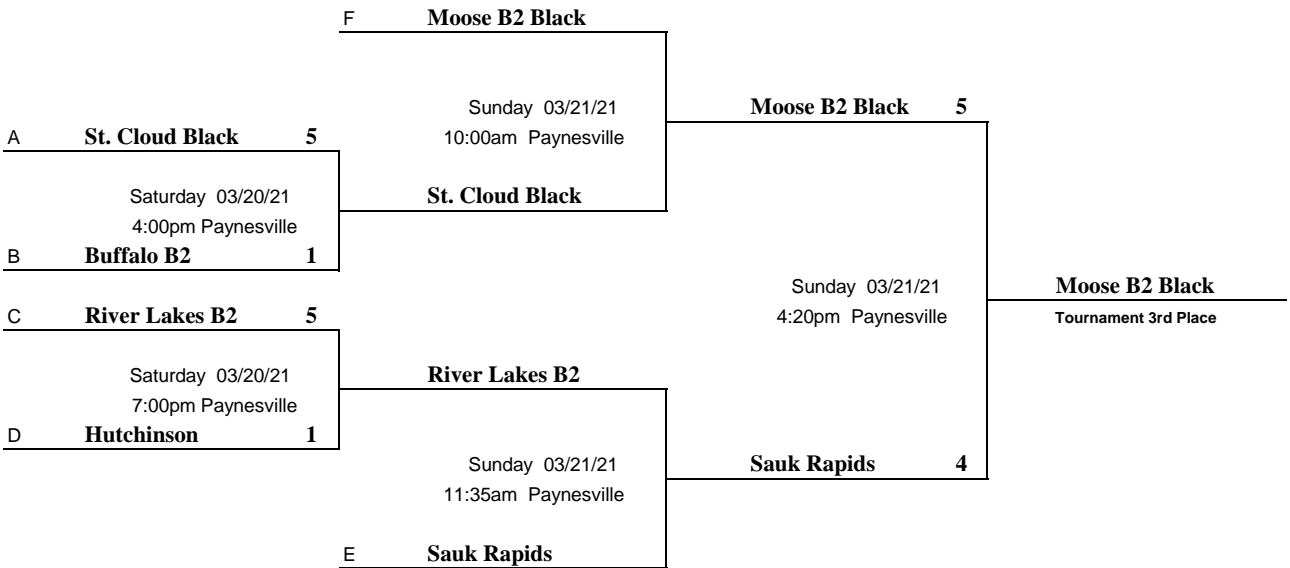 F Moose B2 Black
Sunday 03/21/21
10:00am Paynesville
Moose B2 Black 5
A St. Cloud Black 5
Saturday 03/20/21
4:00pm Paynesville
St. Cloud Black
B Buffalo B2 1
Sunday 03/21/21
4:20pm Paynesville
Moose B2 Black
Tournament 3rd Place
C River Lakes B2 5
Saturday 03/20/21
7:00pm Paynesville
River Lakes B2
D Hutchinson 1
Sunday 03/21/21
11:35am Paynesville
Sauk Rapids 4
E Sauk Rapids